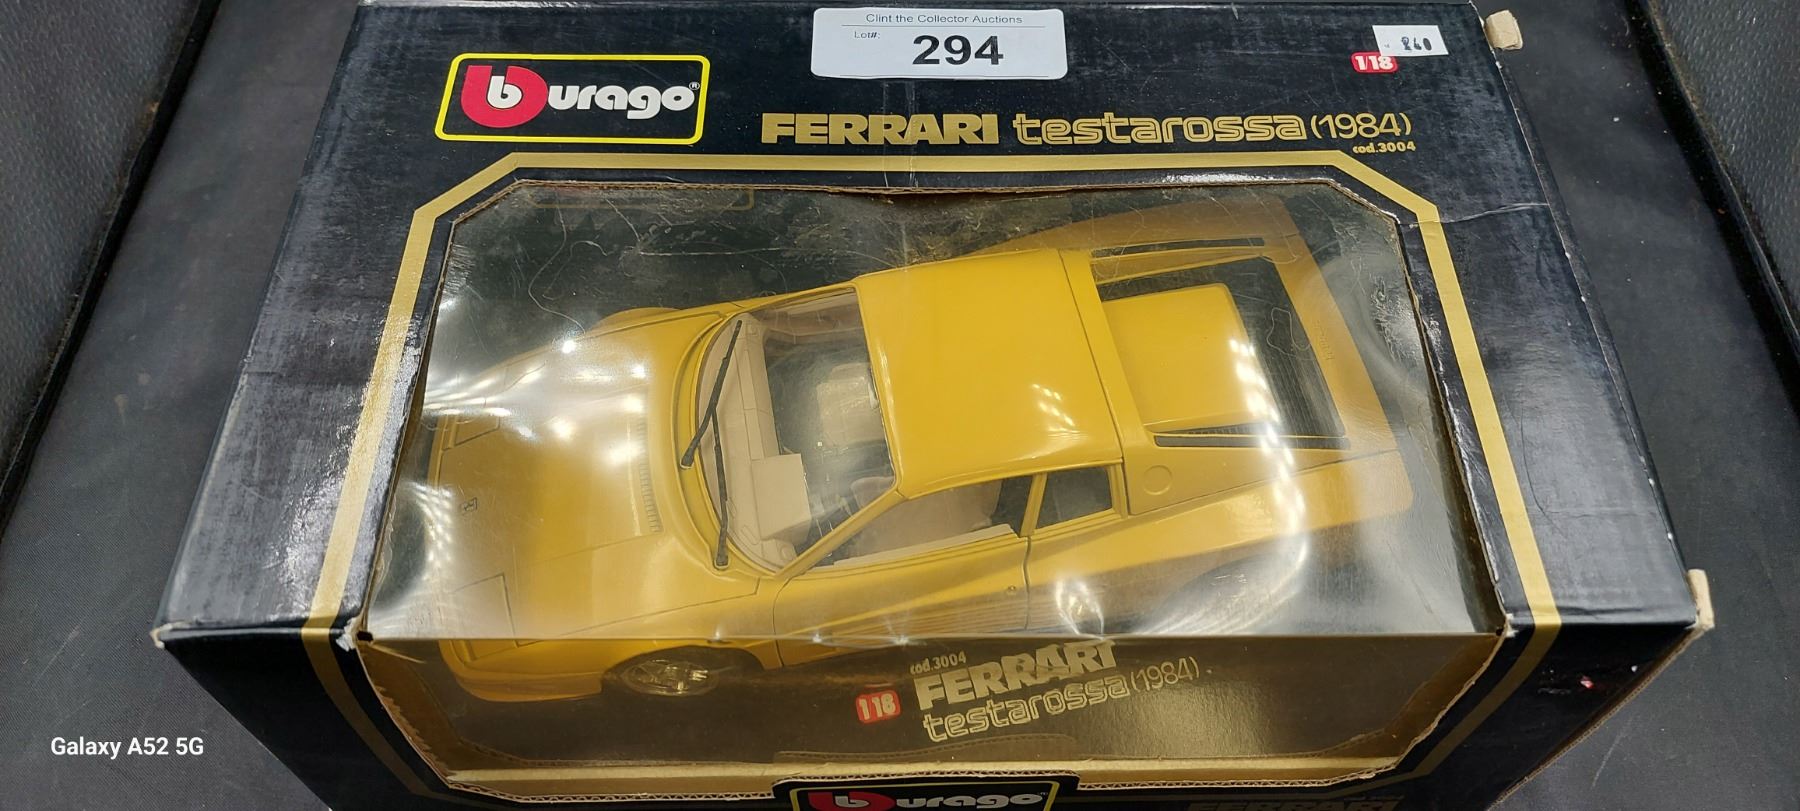 Clint the Collector Auctions
Lot#: 294
burago®
1/18
FERRARI testarossa (1984)
cod.3004
cod.3004
FERRARI
1/18
testarossa (1984)
burago
FERRARI
Galaxy A52 5G